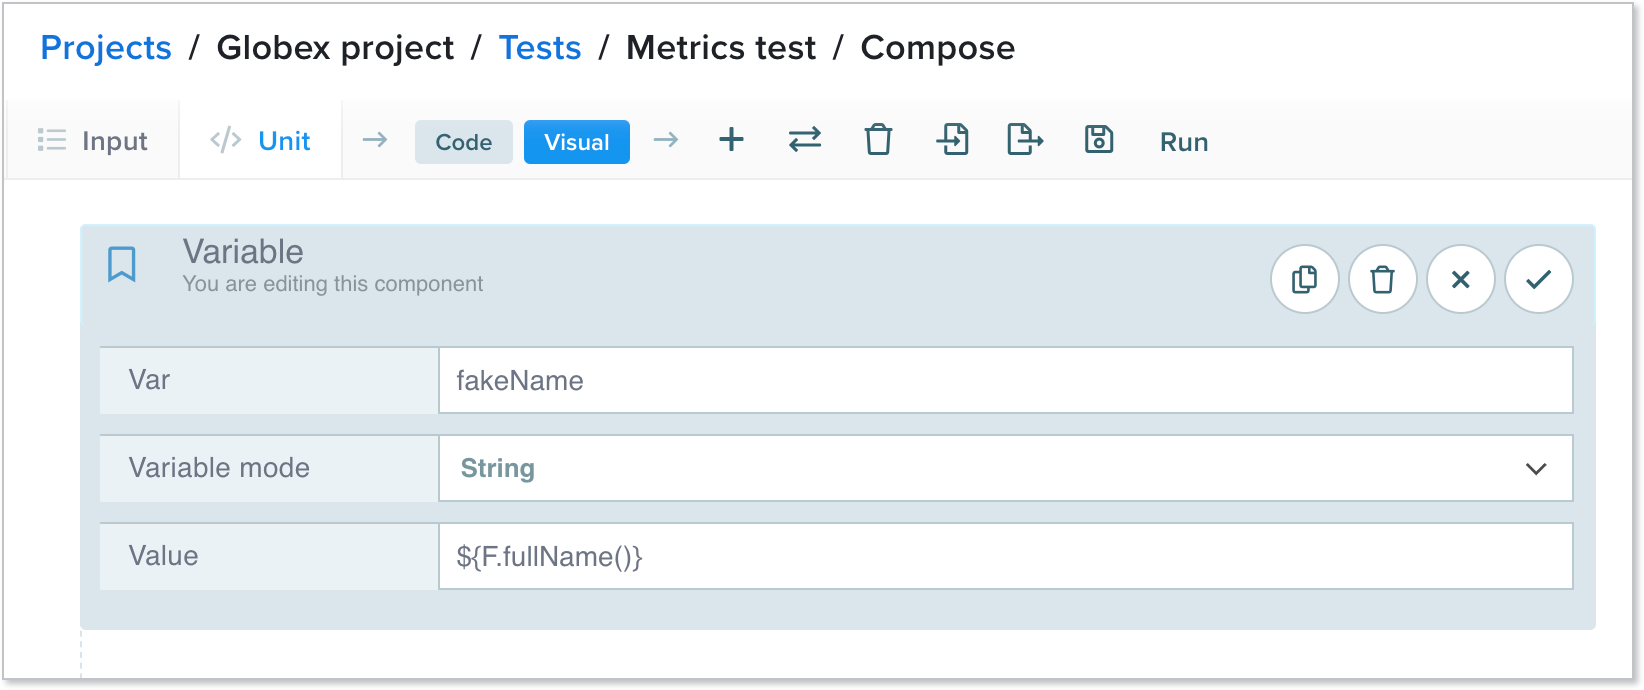 Projects / Globex project / Tests / Metrics test / Compose
Input </> Unit Code Visual Run
Variable
You are editing this component
Var fakeName
Variable mode String
Value ${F.fullName()}